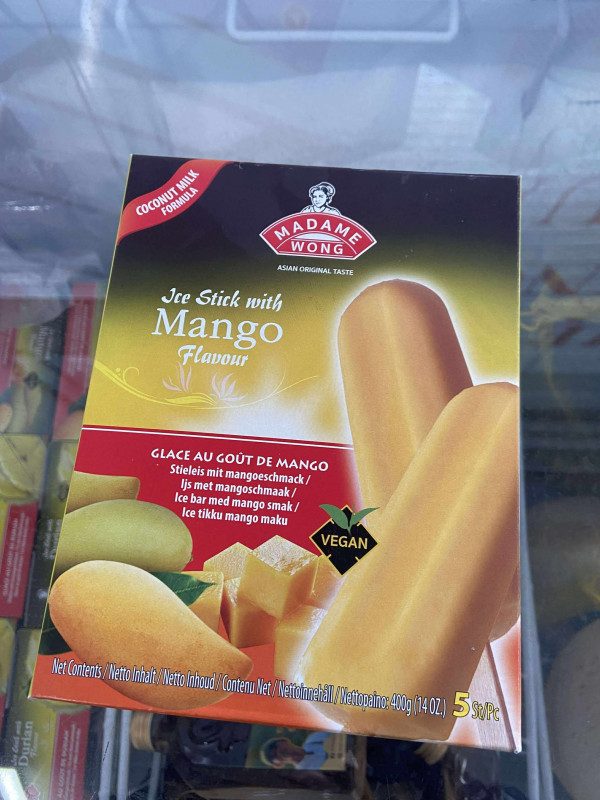 COCONUT MILK
FORMULA
MADAME
WONG
ASIAN ORIGINAL TASTE
Ice Stick with
Mango
Flavour
GLACE AU GOÛT DE MANGO
Stieleis mit mangoeschmack /
Ijs met mangoschmaak /
Ice bar med mango smak /
Ice tikku mango maku
VEGAN
Net Contents / Netto Inhalt / Netto Inhoud / Contenu Net / Nettoinnehåll / Nettopaino: 400g (14 OZ.) 5 St/Pc
Durian